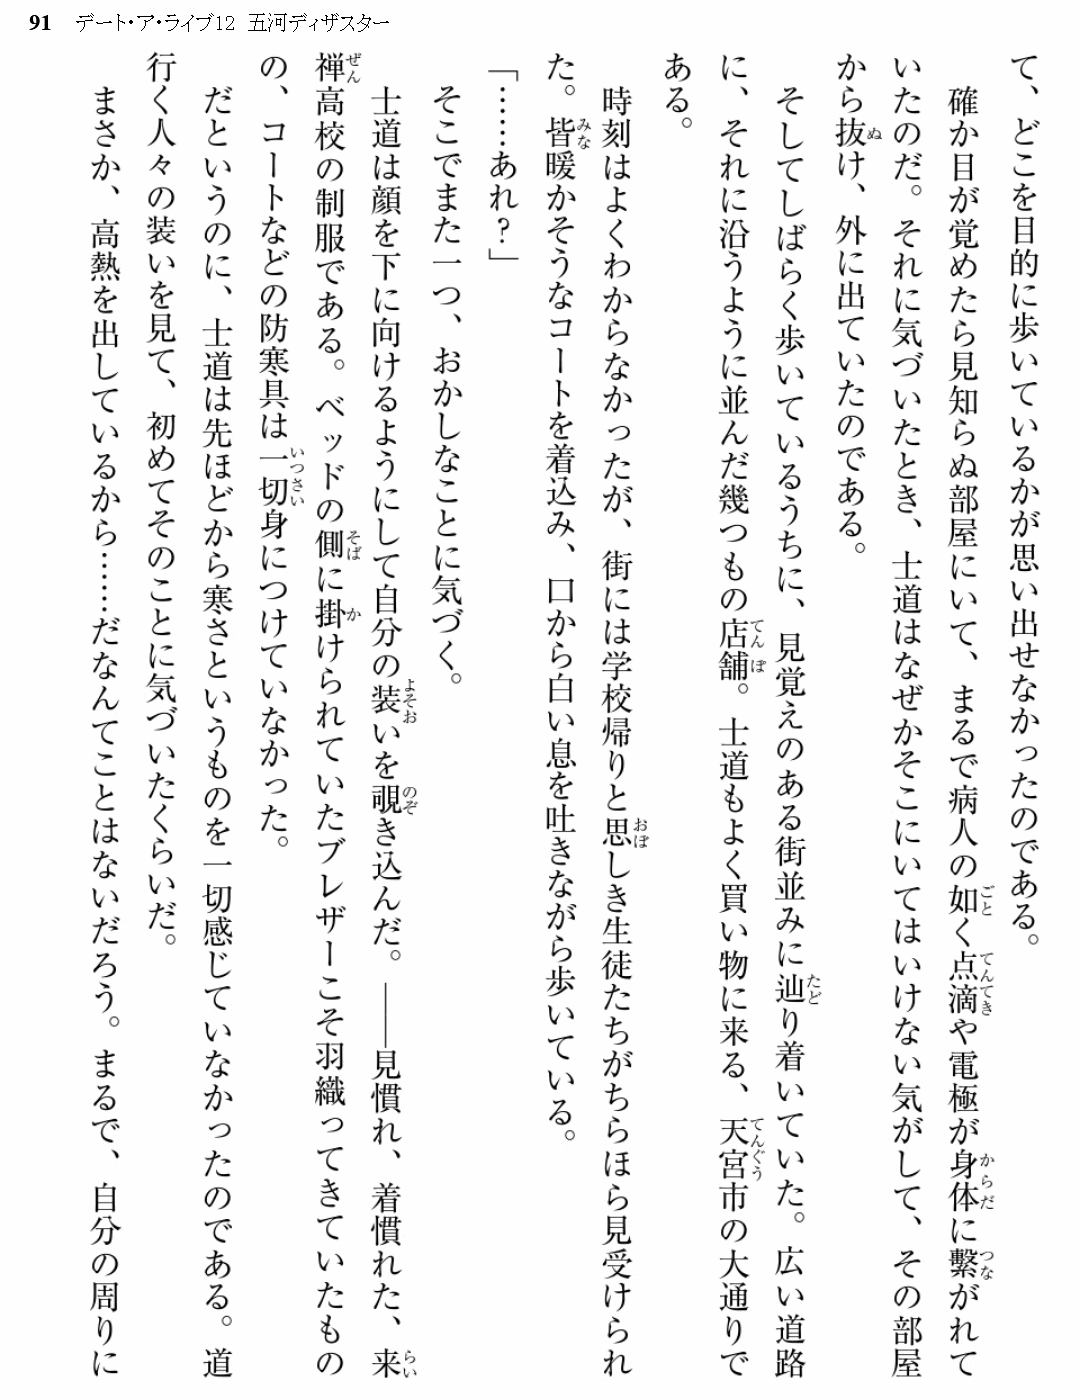 91 デート・ア・ライブ12 五河ディザスター
て、どこを目的に歩いているかが思い出せなかったのである。
確か目が覚めたら見知らぬ部屋にいて、まるで病人の如く点滴や電極が身体に繫がれて
いたのだ。それに気づいたとき、士道はなぜかそこにいてはいけない気がして、その部屋
から抜け、外に出ていたのである。
そしてしばらく歩いているうちに、見覚えのある街並みに辿り着いていた。広い道路
に、それに沿うように並んだ幾つもの店舗。士道もよく買い物に来る、天宮市の大通りで
ある。
時刻はよくわからなかったが、街には学校帰りと思しき生徒たちがちらほら見受けられ
た。皆暖かそうなコートを着込み、口から白い息を吐きながら歩いている。
「……あれ?」
そこでまた一つ、おかしなことに気づく。
士道は顔を下に向けるようにして自分の装いを覗き込んだ。――見慣れ、着慣れた、来
禅高校の制服である。ベッドの側に掛けられていたブレザーこそ羽織ってきていたもの
の、コートなどの防寒具は一切身につけていなかった。
だというのに、士道は先ほどから寒さというものを一切感じていなかったのである。道
行く人々の装いを見て、初めてそのことに気づいたくらいだ。
まさか、高熱を出しているから……だなんてことはないだろう。まるで、自分の周りに